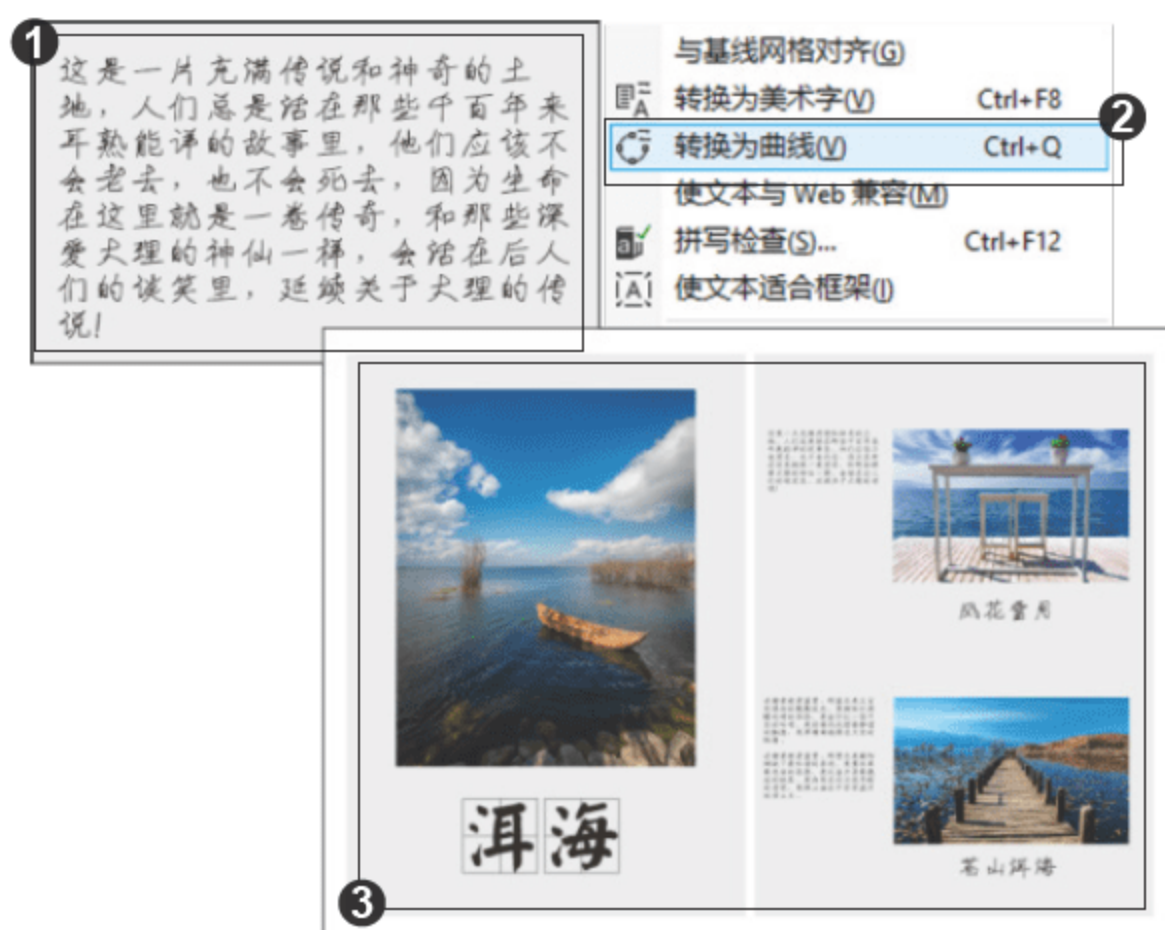 1
这是一片充满传说和神奇的土
地，人们总是活在那些千百年来
耳熟能详的故事里，他们应该不
会老去，也不会死去，因为生命
在这里就是一卷传奇，和那些深
爱大理的神仙一样，会活在后人
们的谈笑里，延续关于大理的传
说！
与基线网格对齐(G)
转换为美术字(V) Ctrl+F8
2
转换为曲线(V) Ctrl+Q
使文本与 Web 兼容(M)
拼写检查(S)... Ctrl+F12
使文本适合框架(I)
风花雪月
洱海
苍山洱海
3